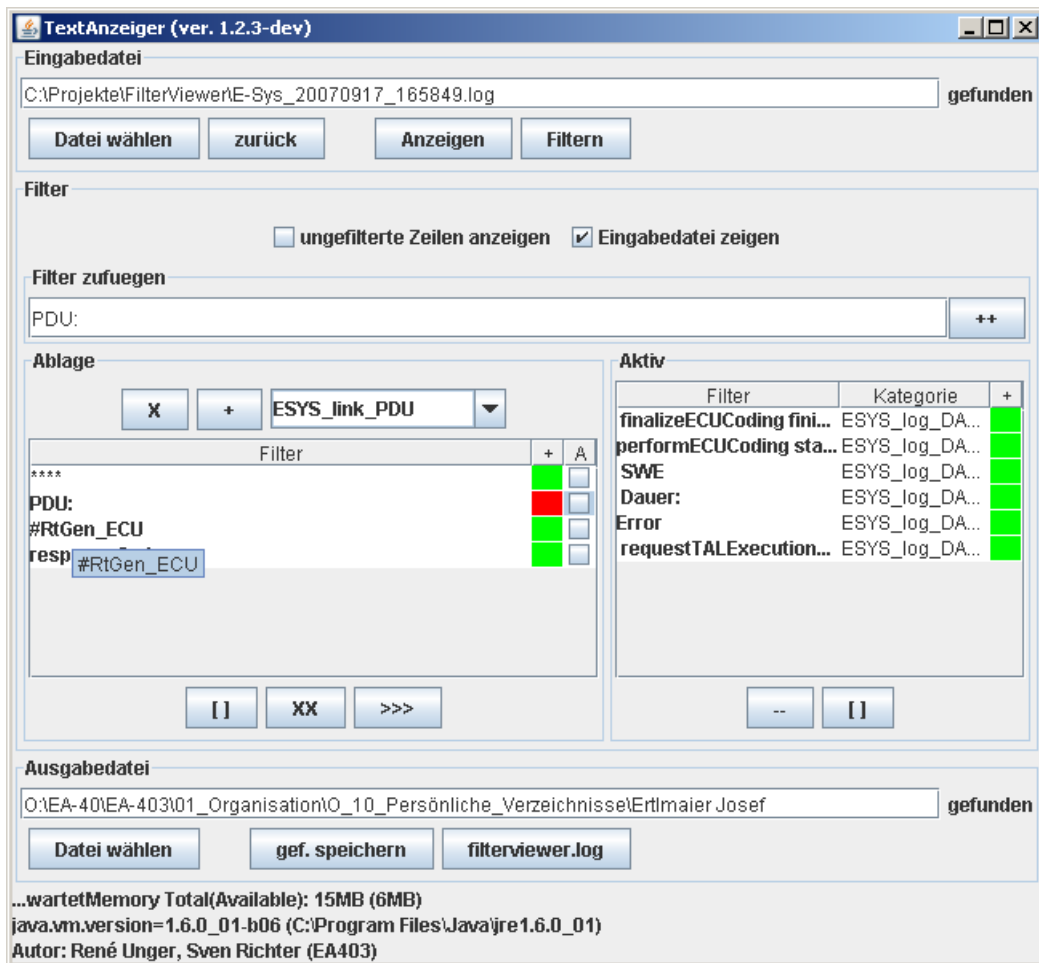 TextAnzeiger (ver. 1.2.3-dev)
Eingabedatei
C:\Projekte\FilterViewer\E-Sys_20070917_165849.log gefunden
Datei wählen zurück Anzeigen Filtern
Filter
ungefilterte Zeilen anzeigen Eingabedatei zeigen
Filter zufuegen
PDU: ++
Ablage
X + ESYS_link_PDU
Filter + A
****
PDU:
#RtGen_ECU
resp
#RtGen_ECU
[ ] XX >>>
Aktiv
Filter Kategorie +
finalizeECUCoding fini... ESYS_log_DA...
performECUCoding sta... ESYS_log_DA...
SWE ESYS_log_DA...
Dauer: ESYS_log_DA...
Error ESYS_log_DA...
requestTALExecution... ESYS_log_DA...
-- [ ]
Ausgabedatei
O:\EA-40\EA-403\01_Organisation\O_10_Persönliche_Verzeichnisse\Ertlmaier Josef gefunden
Datei wählen gef. speichern filterviewer.log
...wartetMemory Total(Available): 15MB (6MB)
java.vm.version=1.6.0_01-b06 (C:\Program Files\Java\jre1.6.0_01)
Autor: René Unger, Sven Richter (EA403)